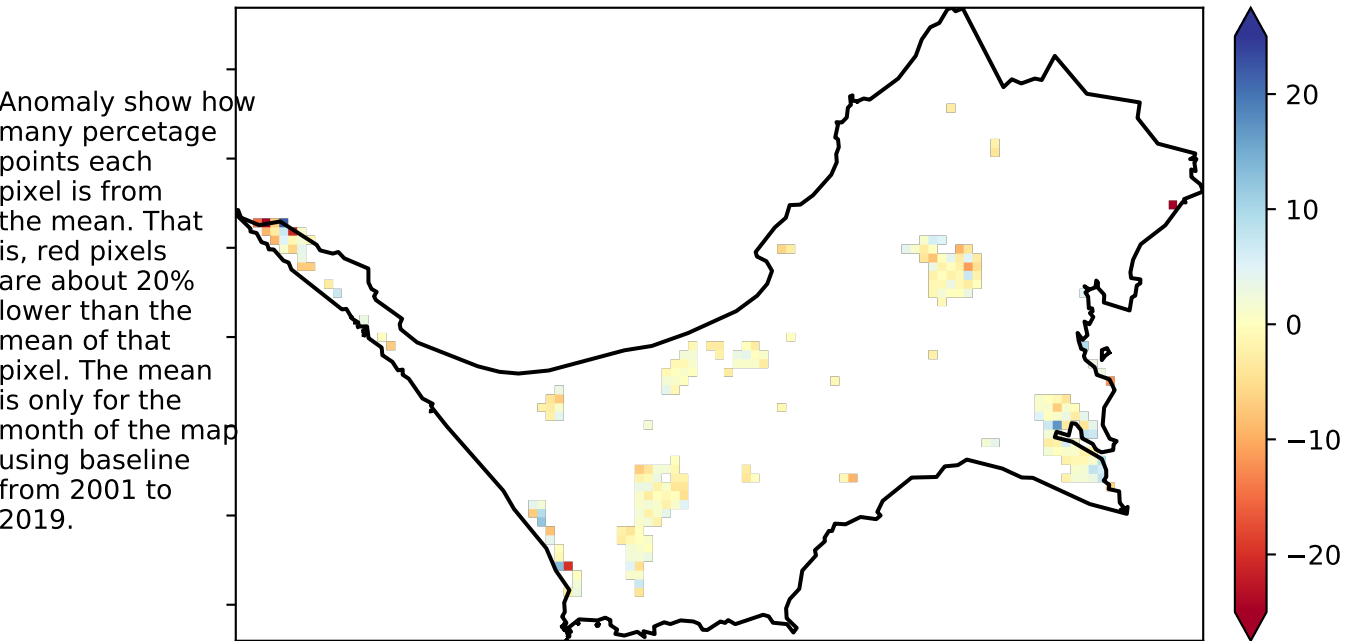 Anomaly show how
many percetage
points each
pixel is from
the mean. That
is, red pixels
are about 20%
lower than the
mean of that
pixel. The mean
is only for the
month of the map
using baseline
from 2001 to
2019.
20
10
0
−10
−20